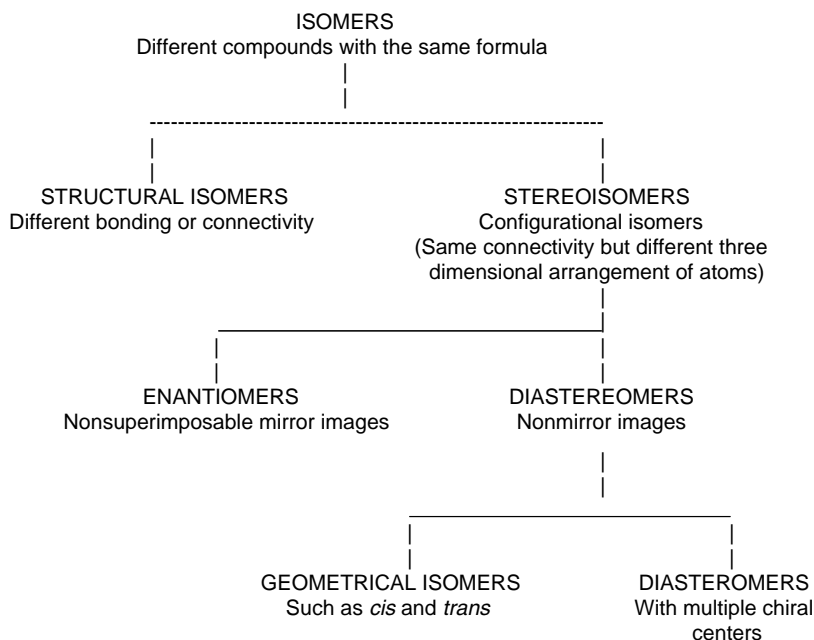 ISOMERS
Different compounds with the same formula
STRUCTURAL ISOMERS
Different bonding or connectivity
STEREOISOMERS
Configurational isomers
(Same connectivity but different three
dimensional arrangement of atoms)
ENANTIOMERS
Nonsuperimposable mirror images
DIASTEREOMERS
Nonmirror images
GEOMETRICAL ISOMERS
Such as cis and trans
DIASTEROMERS
With multiple chiral
centers